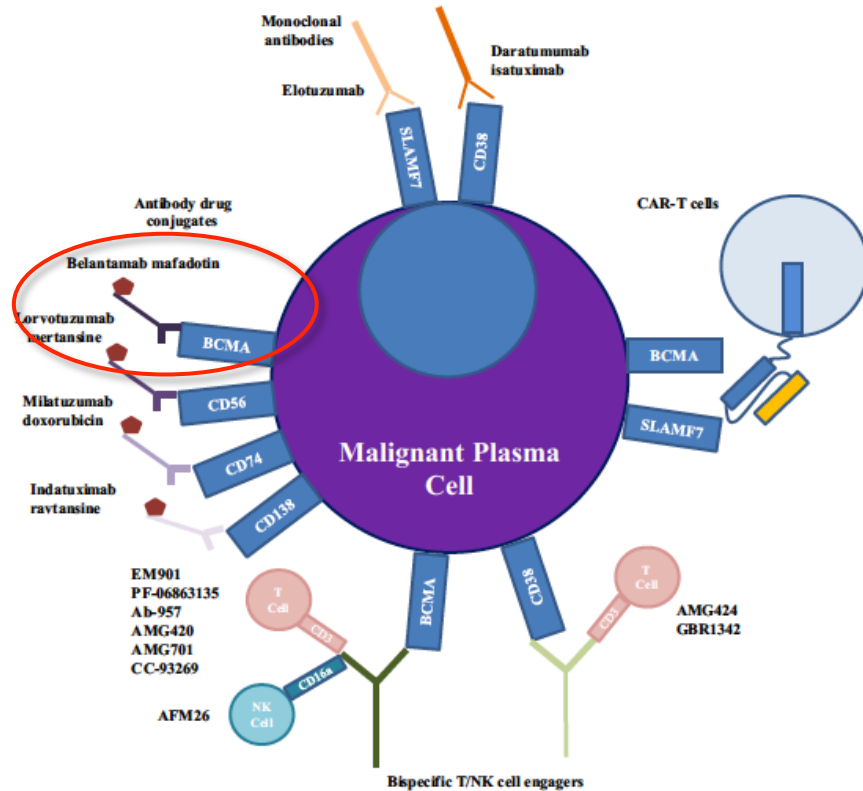 Monoclonal
antibodies
Elotuzumab
Daratumumab
isatuximab
SLAMF7
CD38
Antibody drug
conjugates
Belantamab mafadotin
Lorvotuzumab
mertansine
Milatuzumab
doxorubicin
Indatuximab
ravtansine
BCMA
CD56
CD74
CD138
CAR-T cells
BCMA
SLAMF7
Malignant Plasma
Cell
EM901
PF-06863135
Ab-957
AMG420
AMG701
CC-93269
AFM26
T
Cell
CD3
NK
Cell
CD16a
BCMA
CD38
T
Cell
CD3
AMG424
GBR1342
Bispecific T/NK cell engagers